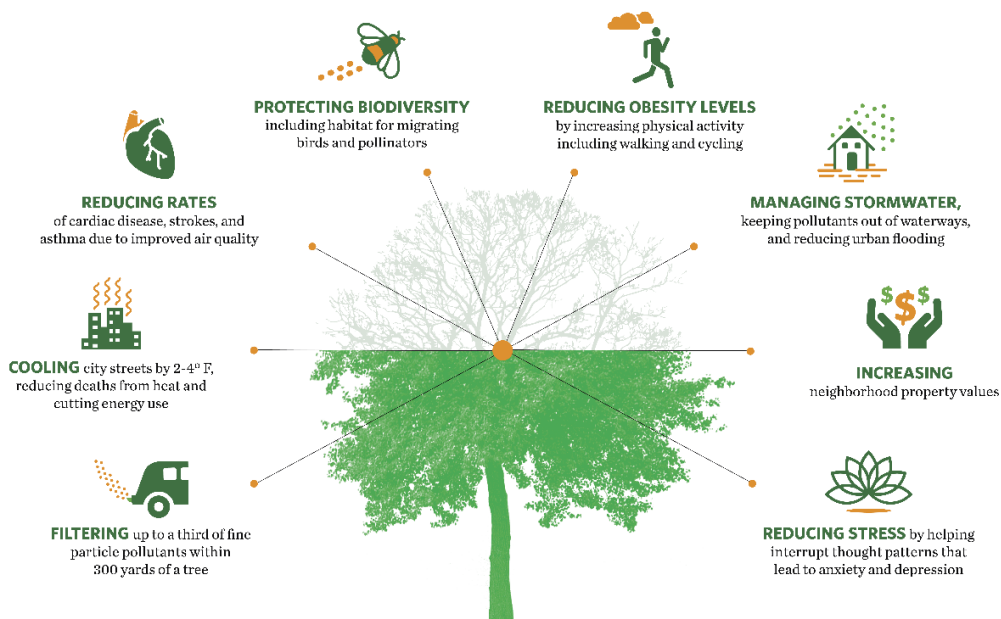 PROTECTING BIODIVERSITY
including habitat for migrating
birds and pollinators
REDUCING OBESITY LEVELS
by increasing physical activity
including walking and cycling
REDUCING RATES
of cardiac disease, strokes, and
asthma due to improved air quality
MANAGING STORMWATER,
keeping pollutants out of waterways,
and reducing urban flooding
COOLING city streets by 2-4º F,
reducing deaths from heat and
cutting energy use
$ $ $
INCREASING
neighborhood property values
FILTERING up to a third of fine
particle pollutants within
300 yards of a tree
REDUCING STRESS by helping
interrupt thought patterns that
lead to anxiety and depression